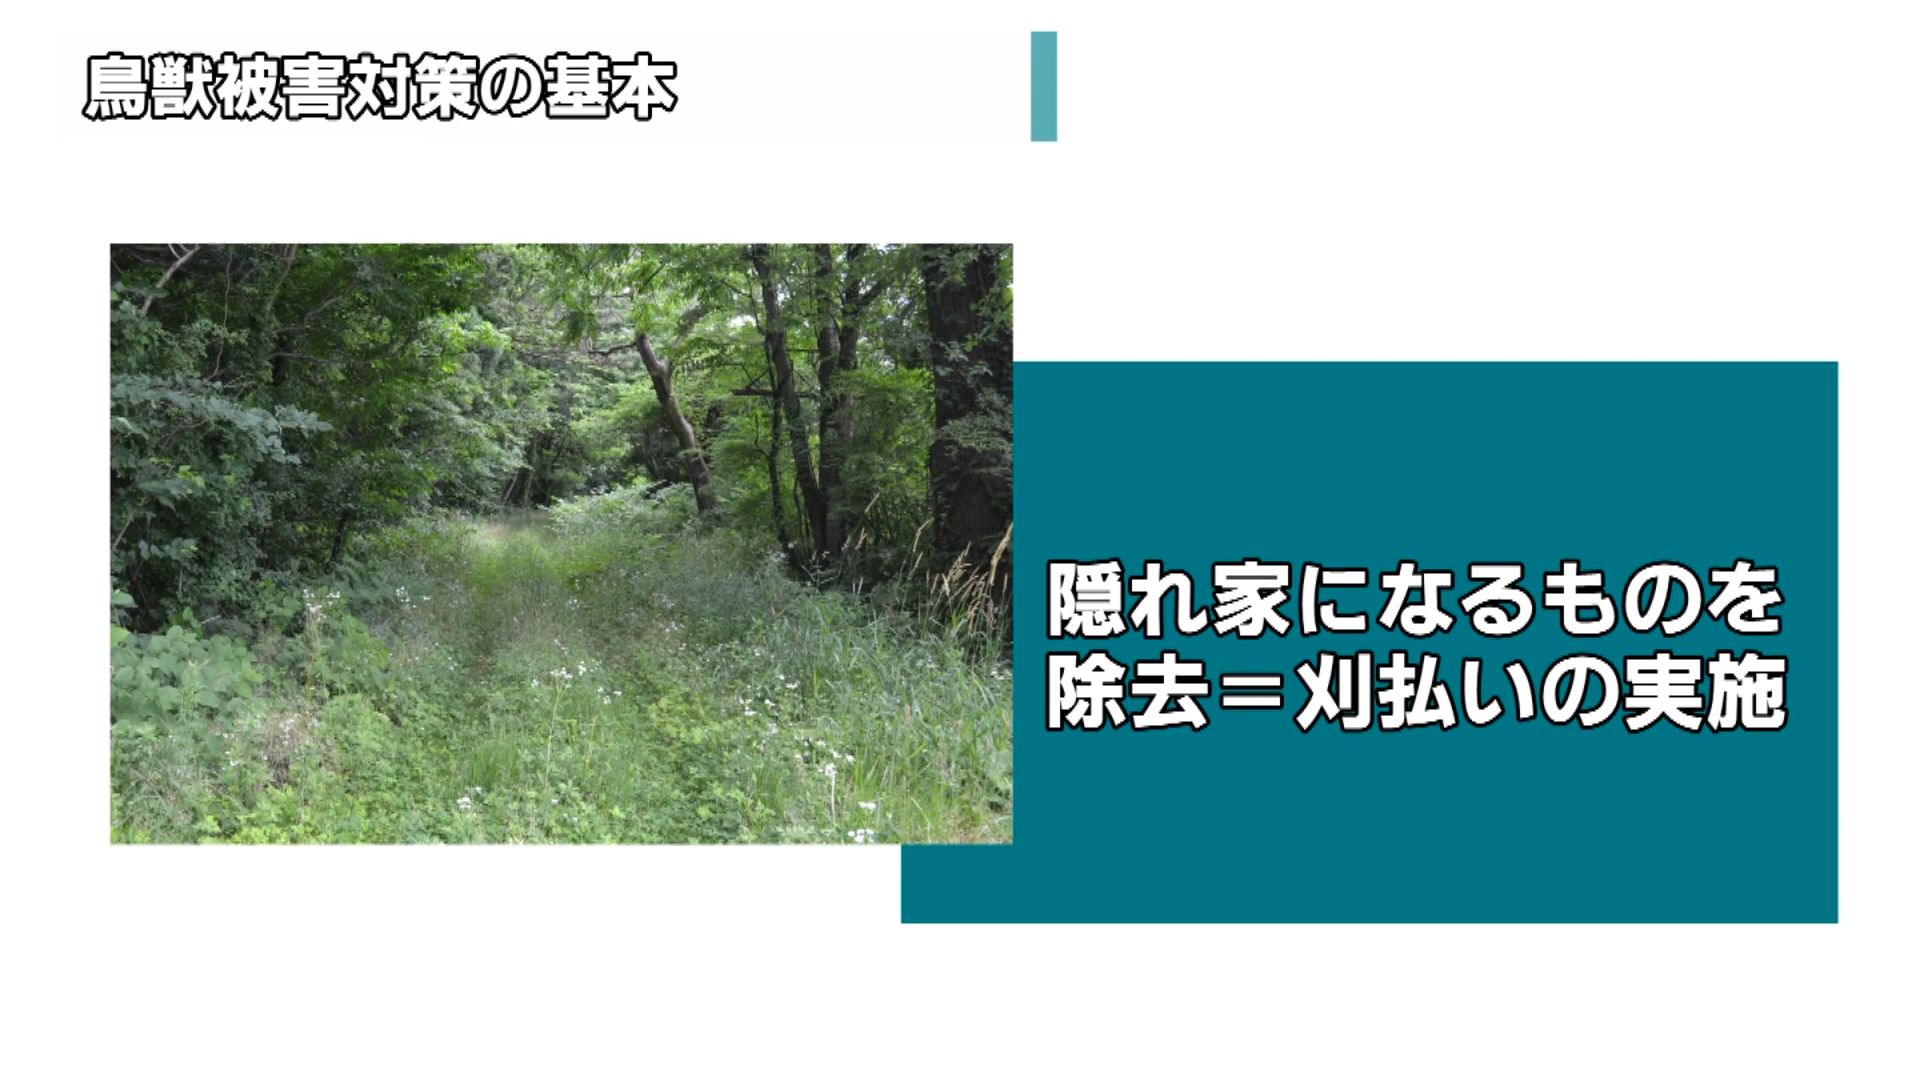 鳥獣被害対策の基本
隠れ家になるものを
除去＝刈払いの実施